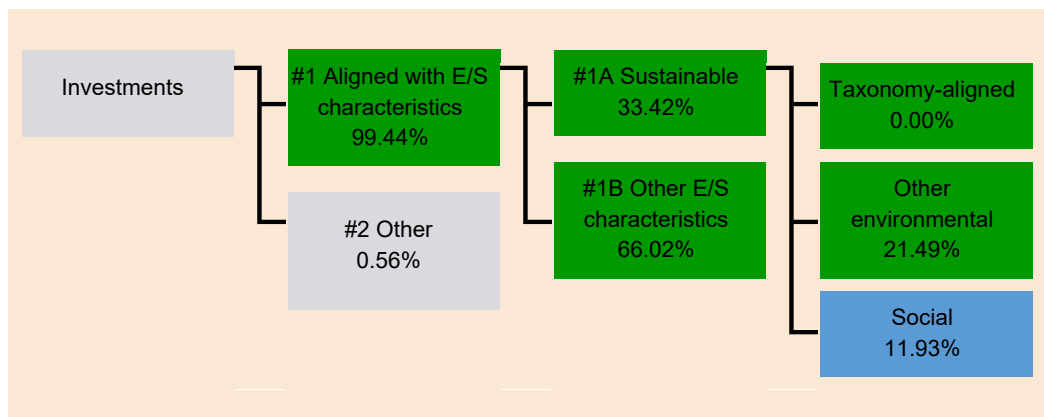 Investments
#1 Aligned with E/S
characteristics
99.44%
#2 Other
0.56%
#1A Sustainable
33.42%
#1B Other E/S
characteristics
66.02%
Taxonomy-aligned
0.00%
Other
environmental
21.49%
Social
11.93%